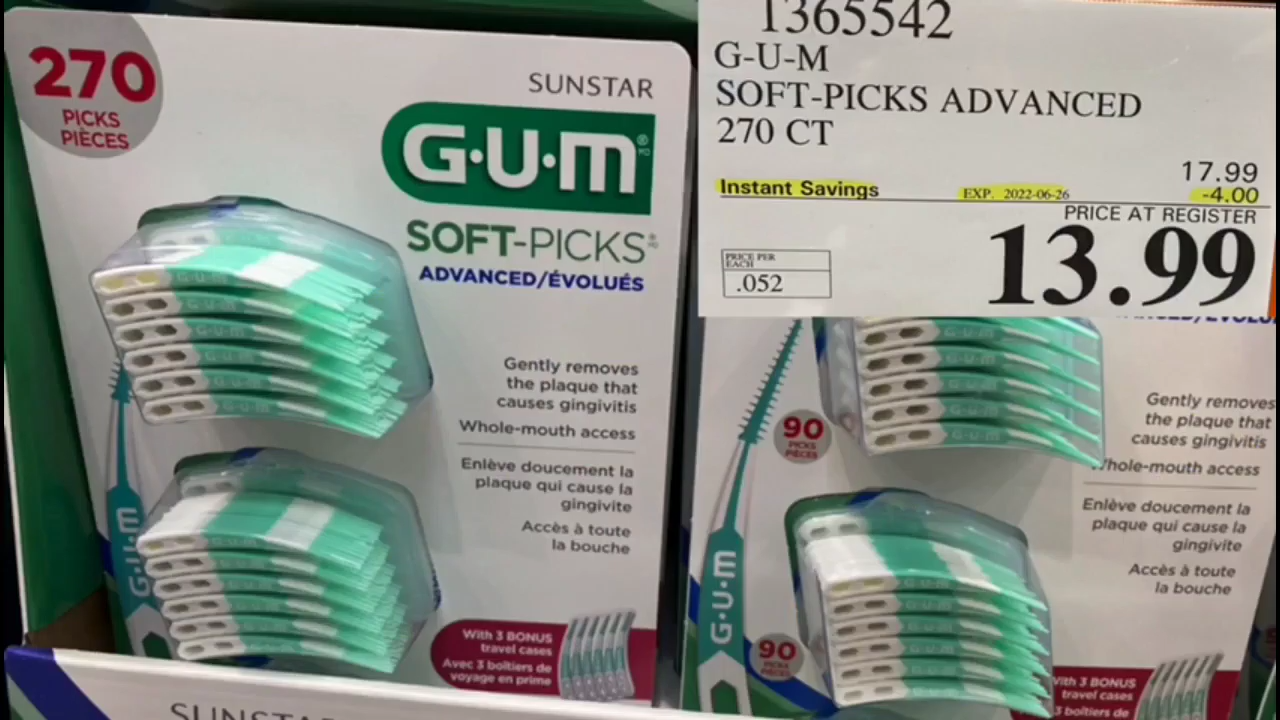 270
PICKS
PIÈCES
SUNSTAR
G·U·M
SOFT-PICKS
ADVANCED/ÉVOLUÉS
Gently removes
the plaque that
causes gingivitis
Whole-mouth access
Enlève doucement la
plaque qui cause la
gingivite
Accès à toute
la bouche
With 3 BONUS
travel cases
Avec 3 boîtiers de
voyage en prime
G·U·M
SUNSTAR
1365542
G-U-M
SOFT-PICKS ADVANCED
270 CT
17.99
Instant Savings EXP. 2022-06-26 -4.00
PRICE AT REGISTER
13.99
PRICE PER
EACH
.052
90
PICKS
PIÈCES
Gently removes
the plaque that
causes gingivitis
Whole-mouth access
Enlève doucement la
plaque qui cause la
gingivite
Accès à toute
la bouche
G·U·M
90
PICKS
PIÈCES
With 3 BONUS
travel cases
3 boîtiers de